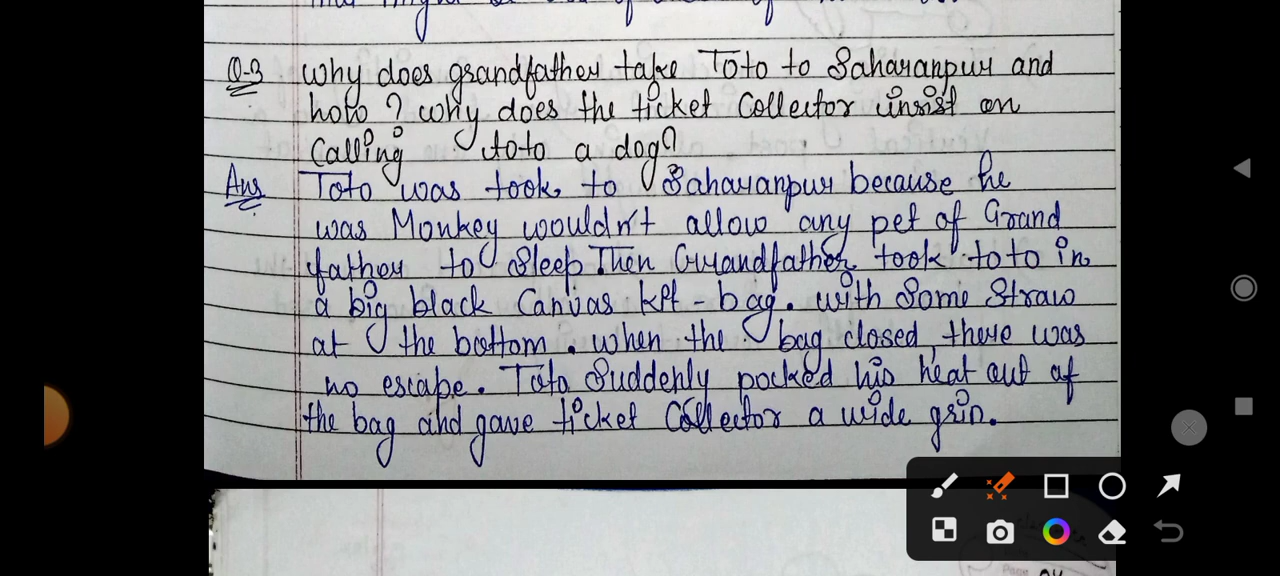 Q-3 Why does grandfather take Toto to Saharanpur and
how ? why does the ticket Collector insist on
Calling toto a dog?
Ans Toto was took to Saharanpur because he
was Monkey wouldn't allow any pet of Grand
father to Sleep. Then Grandfather took toto in
a big black Canvas kit - bag. with Some Straw
at the bottom. when the bag closed, there was
no escape. Toto Suddenly pocked his heat out of
the bag and gave ticket Collector a wide grin.